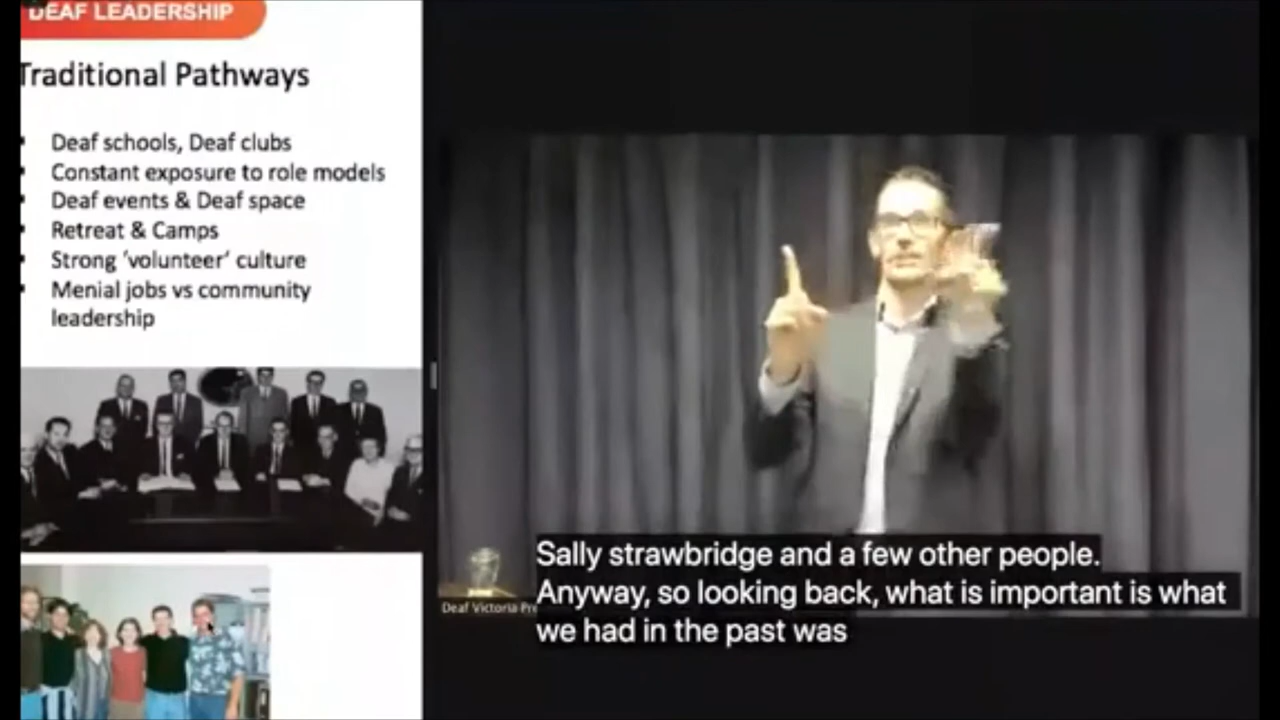 DEAF LEADERSHIP
Traditional Pathways
Deaf schools, Deaf clubs
Constant exposure to role models
Deaf events & Deaf space
Retreat & Camps
Strong ‘volunteer’ culture
Menial jobs vs community
leadership
Sally strawbridge and a few other people.
Anyway, so looking back, what is important is what
we had in the past was
Deaf Victoria